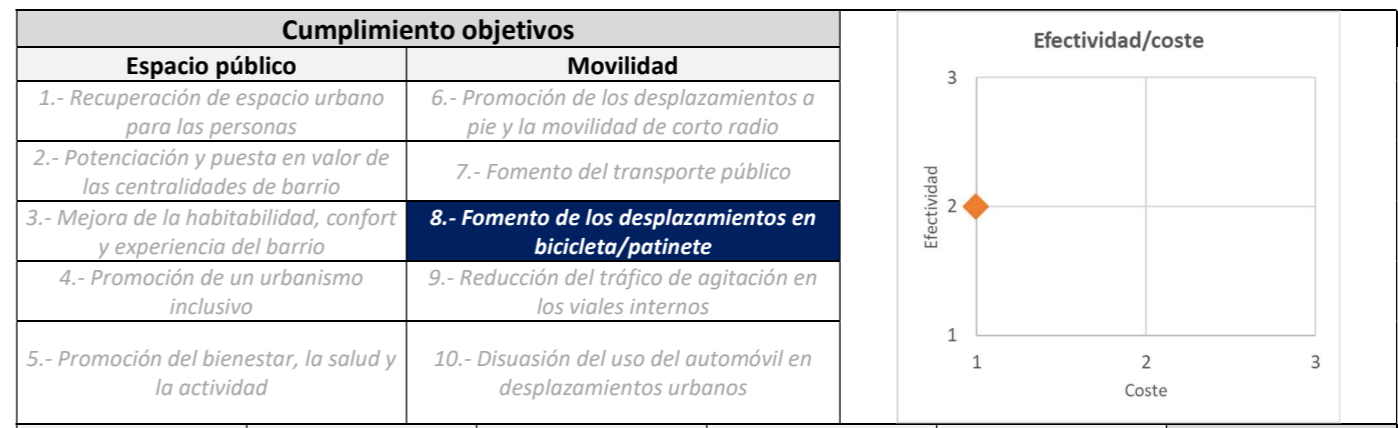 Cumplimiento objetivos
Espacio público
Movilidad
1.- Recuperación de espacio urbano
para las personas
6.- Promoción de los desplazamientos a
pie y la movilidad de corto radio
2.- Potenciación y puesta en valor de
las centralidades de barrio
7.- Fomento del transporte público
3.- Mejora de la habitabilidad, confort
y experiencia del barrio
8.- Fomento de los desplazamientos en
bicicleta/patinete
4.- Promoción de un urbanismo
inclusivo
9.- Reducción del tráfico de agitación en
los viales internos
5.- Promoción del bienestar, la salud y
la actividad
10.- Disuasión del uso del automóvil en
desplazamientos urbanos
Efectividad/coste
3
Efectividad
2
1
1 2 3
Coste